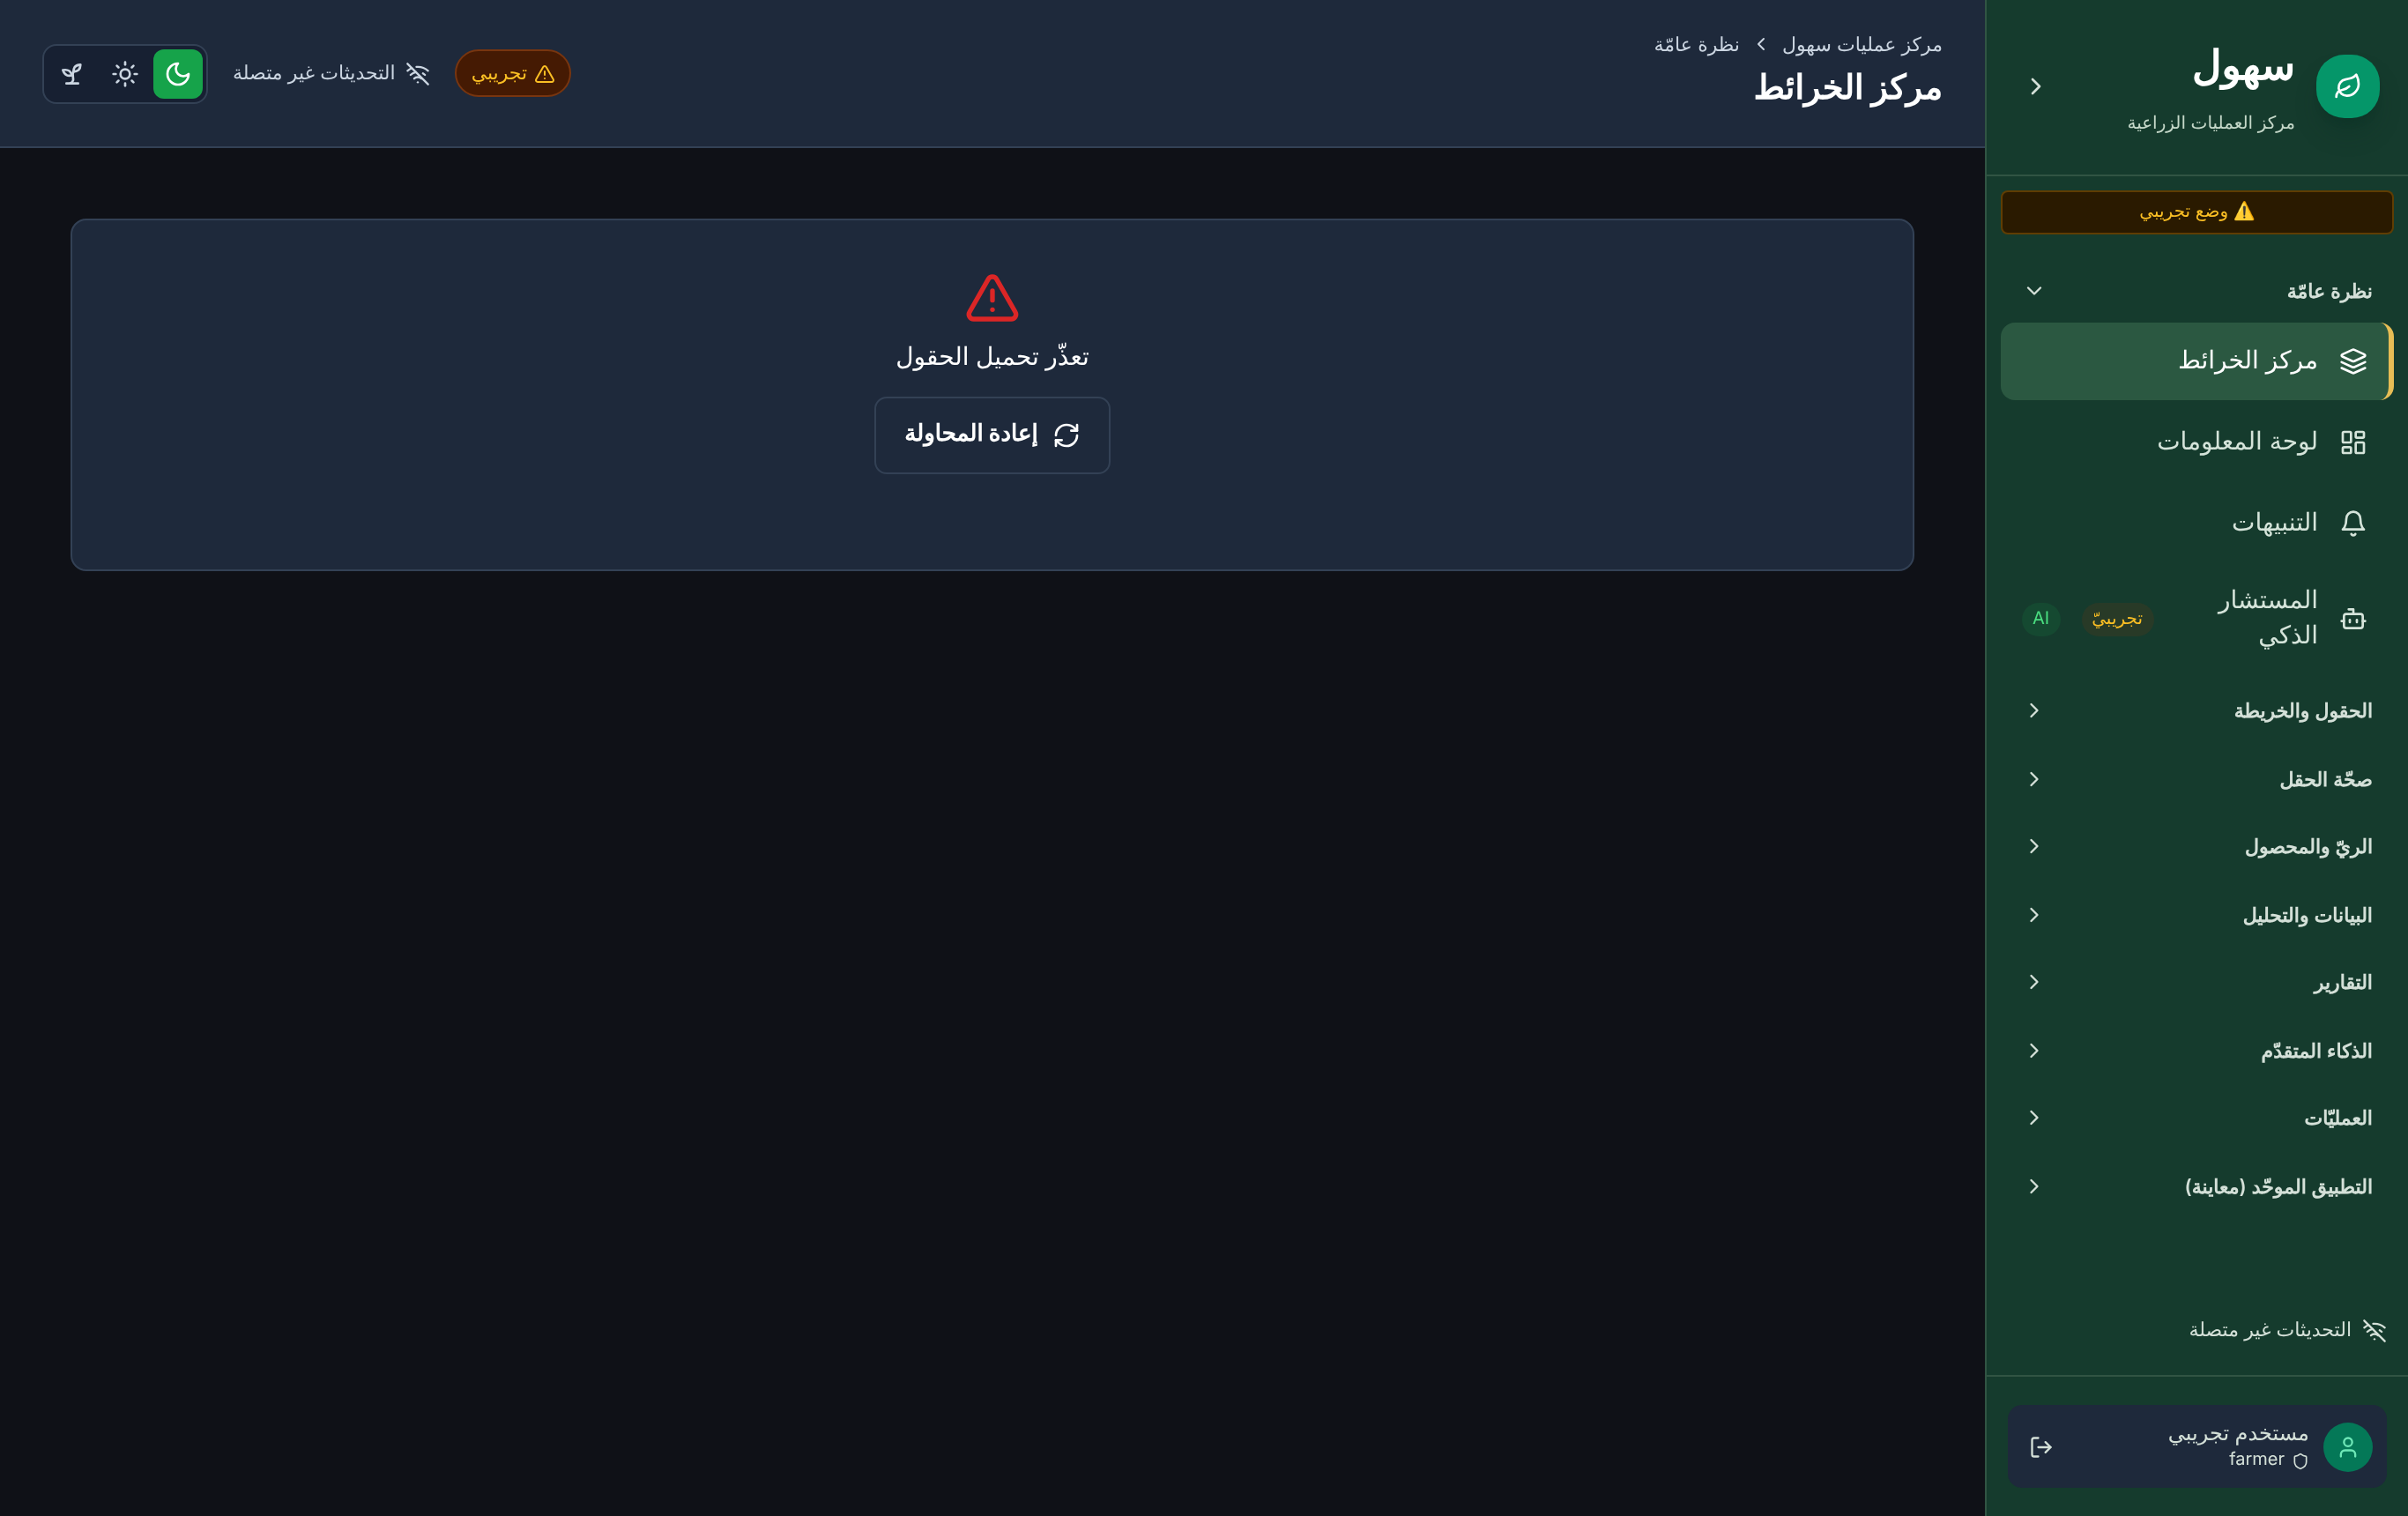 سهول
مركز العمليات الزراعية
⚠️ وضع تجريبي
نظرة عامّة
مركز الخرائط
لوحة المعلومات
التنبيهات
المستشار
الذكي
تجريبيّ
AI
الحقول والخريطة
صحّة الحقل
الريّ والمحصول
البيانات والتحليل
التقارير
الذكاء المتقدّم
العمليّات
التطبيق الموحّد (معاينة)
التحديثات غير متصلة
مستخدم تجريبي
farmer
مركز عمليات سهول
نظرة عامّة
مركز الخرائط
تجريبي
التحديثات غير متصلة
تعذّر تحميل الحقول
إعادة المحاولة